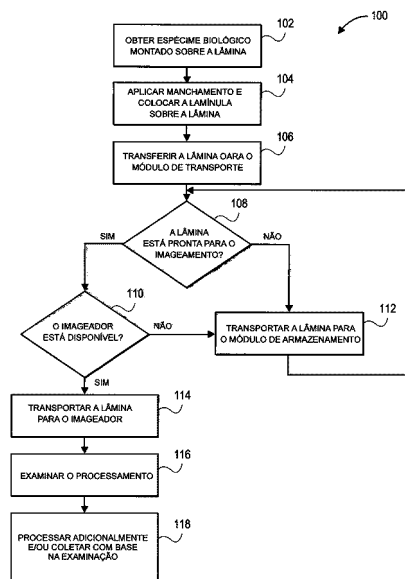 102
100
OBTER ESPÉCIME BIOLÓGICO
MONTADO SOBRE A LÂMINA
104
APLICAR MANCHAMENTO E
COLOCAR A LAMÍNULA
SOBRE A LÂMINA
106
TRANSFERIR A LÂMINA OARA O
MÓDULO DE TRANSPORTE
108
A LÂMINA
ESTÁ PRONTA PARA O
IMAGEAMENTO?
SIM
NÃO
110
O IMAGEADOR
ESTÁ DISPONÍVEL?
NÃO
112
TRANSPORTAR A LÂMINA PARA
O MÓDULO DE ARMAZENAMENTO
SIM
114
TRANSPORTAR A LÂMINA
PARA O IMAGEADOR
116
EXAMINAR O PROCESSAMENTO
118
PROCESSAR ADICIONALMENTE
E/OU COLETAR COM BASE
NA EXAMINAÇÃO